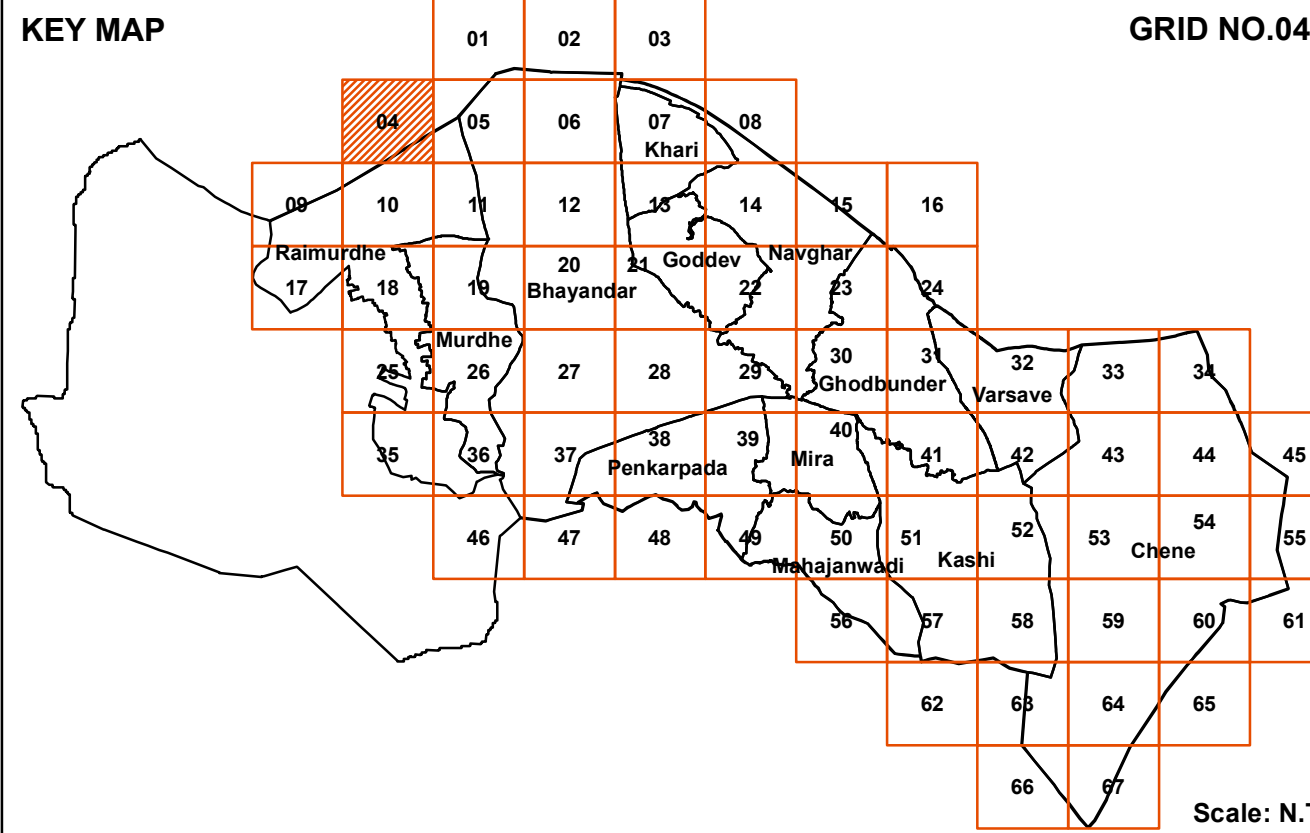 KEY MAP
GRID NO.04
01 02 03
04 05 06 07 08
Khari
09 10 11 12 13 14 15 16
Raimurdhe Goddev Navghar
17 18 19 20 21 22 23 24
Bhayandar
Murdhe
25 26 27 28 29 30 31 32 33 34
Ghodbunder
Varsave
35 36 37 38 39 40 41 42 43 44 45
Penkarpada Mira
46 47 48 49 50 51 52 53 54 55
Mahajanwadi Kashi Chene
56 57 58 59 60 61
62 63 64 65
66 67
Scale: N.T